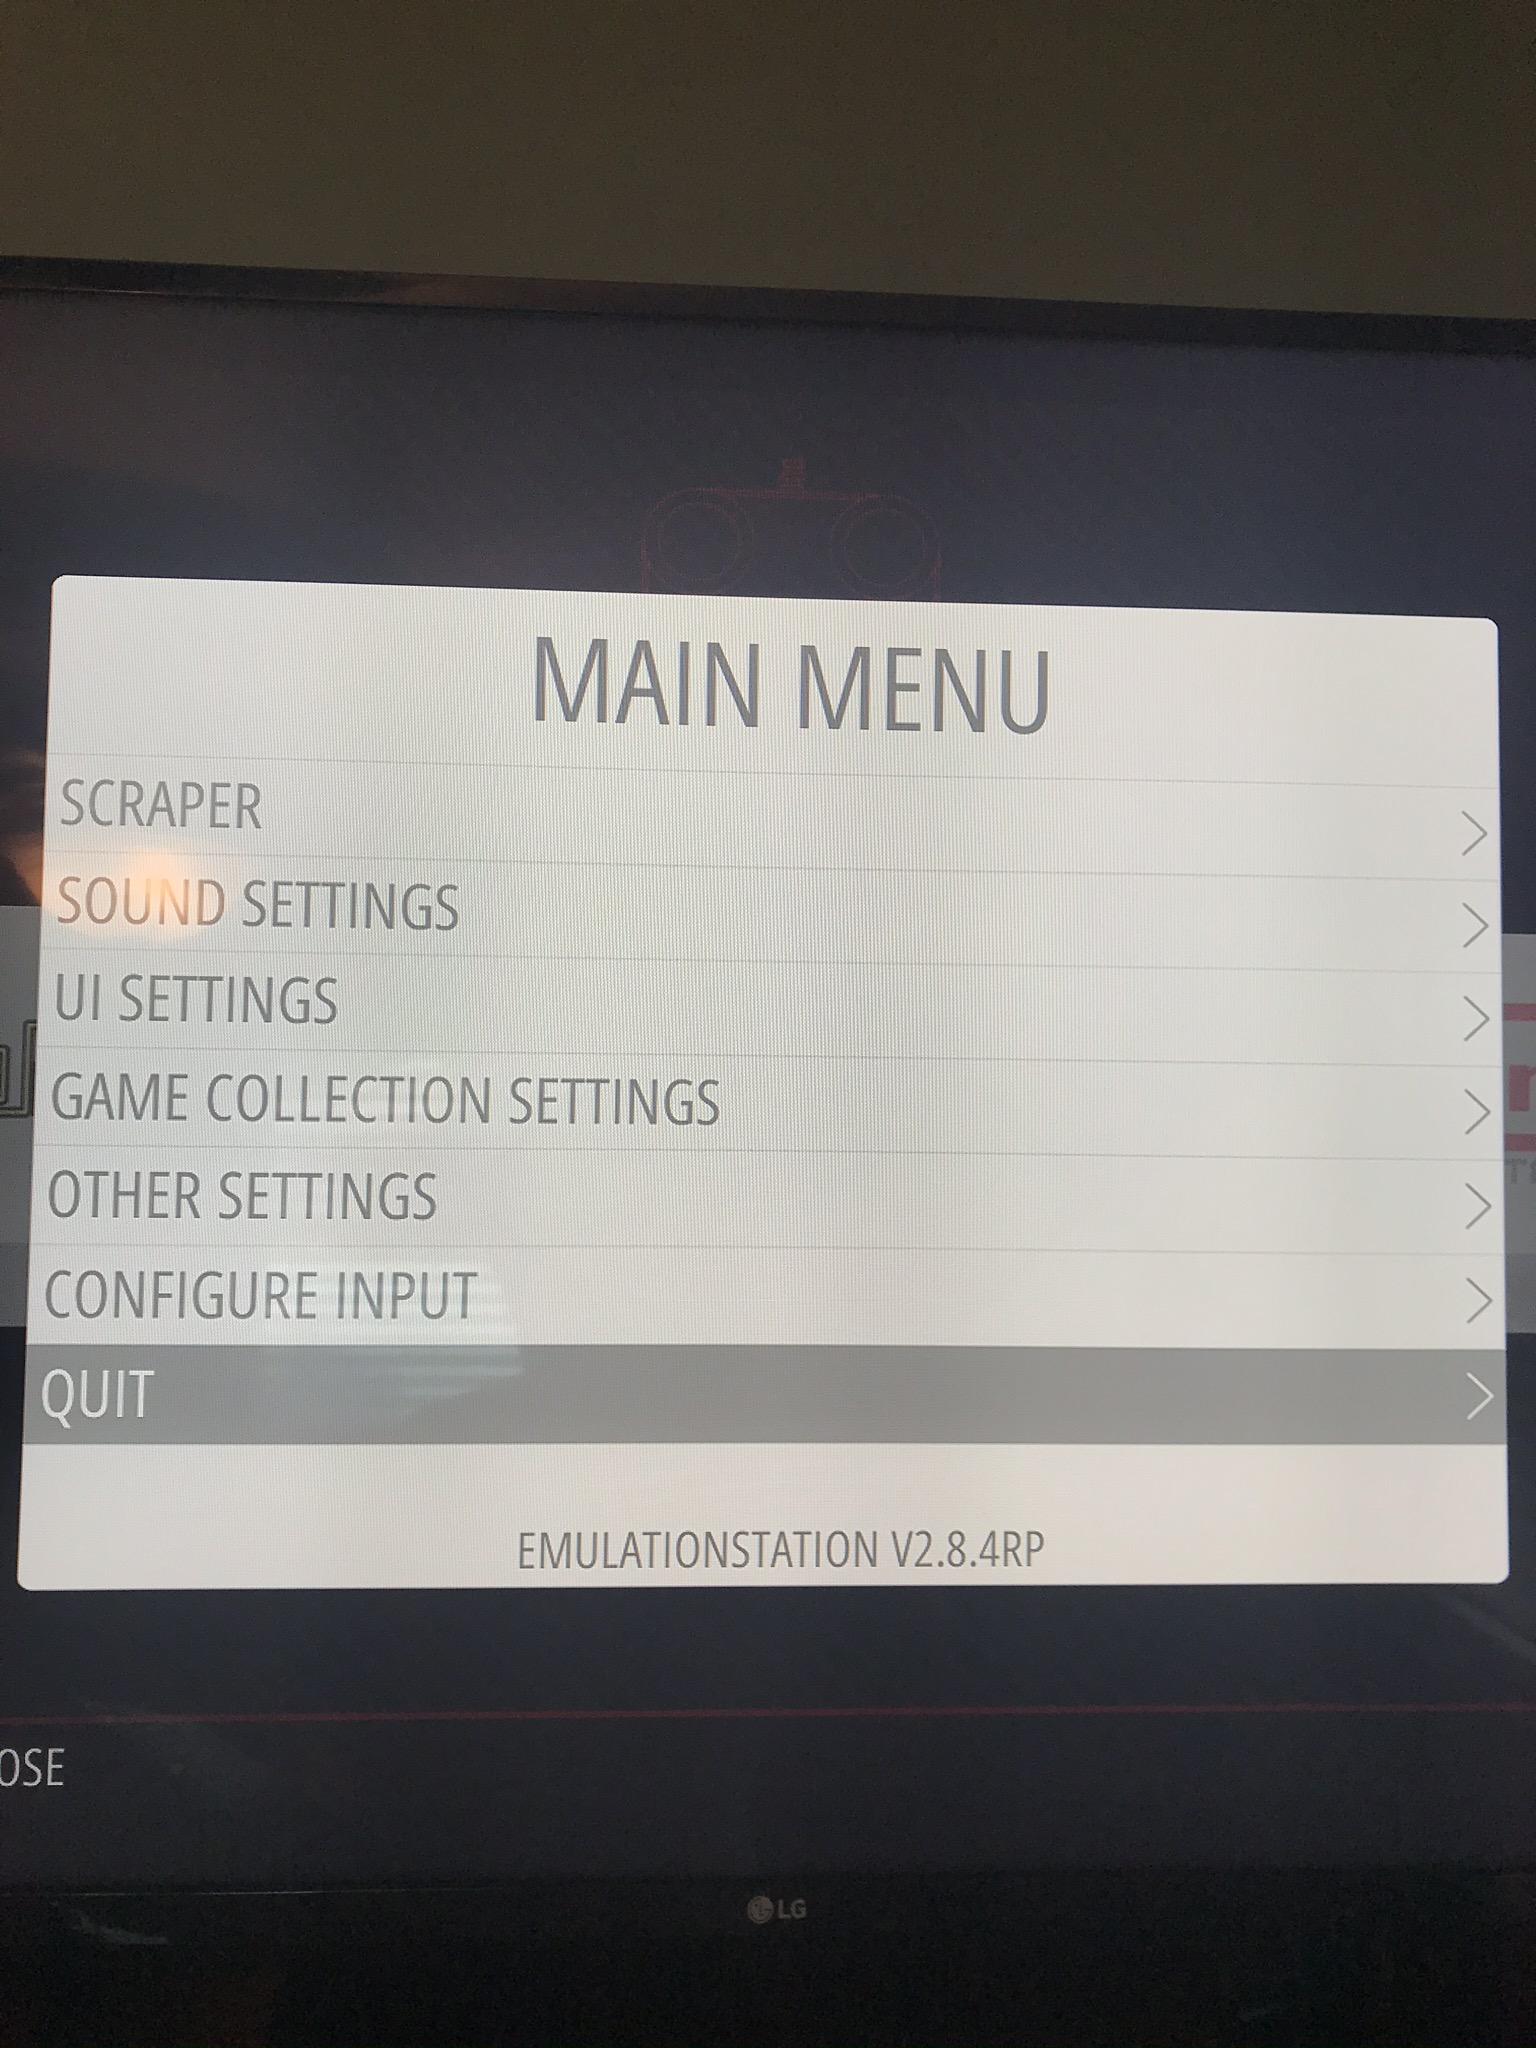 MAIN MENU
SCRAPER
SOUND SETTINGS
UI SETTINGS
GAME COLLECTION SETTINGS
OTHER SETTINGS
CONFIGURE INPUT
QUIT
EMULATIONSTATION V2.8.4RP
OSE
LG